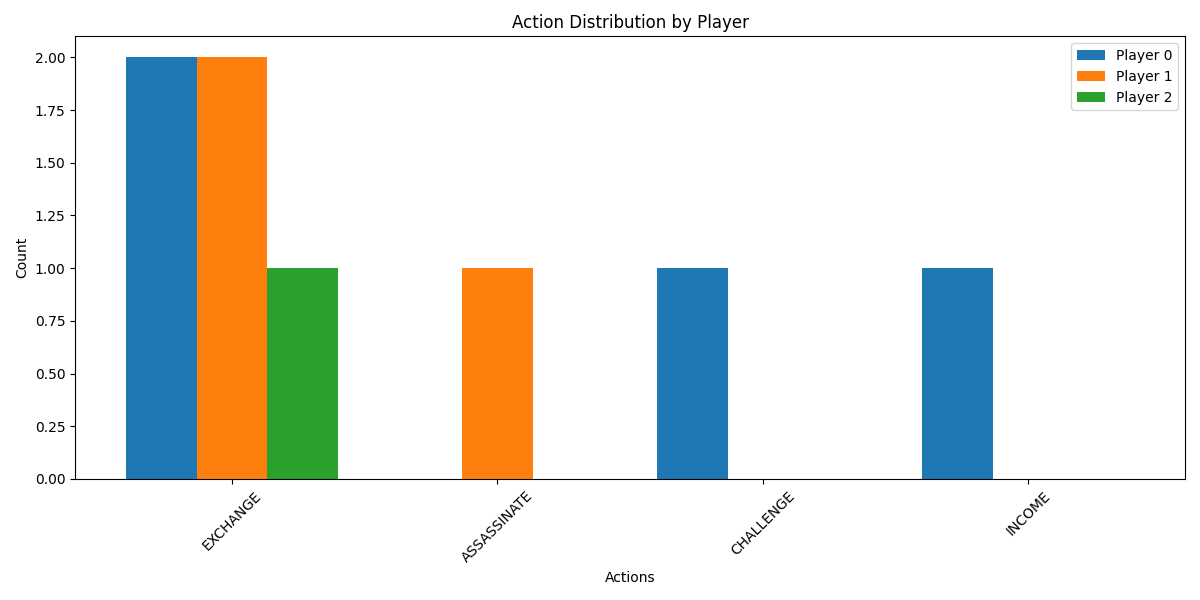 Action Distribution by Player
Player 0
Player 1
Player 2
Count
2.00
1.75
1.50
1.25
1.00
0.75
0.50
0.25
0.00
EXCHANGE
ASSASSINATE
CHALLENGE
INCOME
Actions